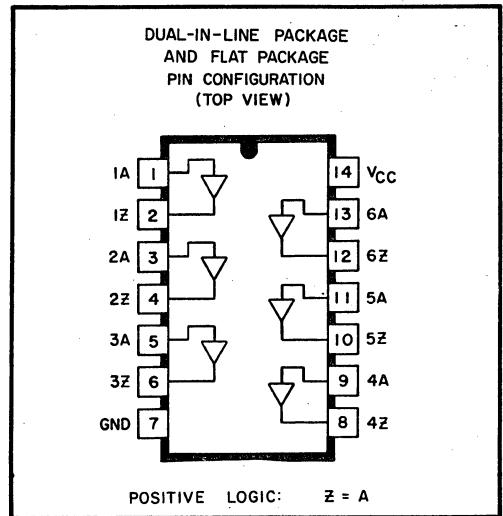 DUAL-IN-LINE PACKAGE
AND FLAT PACKAGE
PIN CONFIGURATION
(TOP VIEW)
1A 1 14 VCC
1Z 2 13 6A
2A 3 12 6Z
2Z 4 11 5A
3A 5 10 5Z
3Z 6 9 4A
GND 7 8 4Z
POSITIVE LOGIC: Z = A